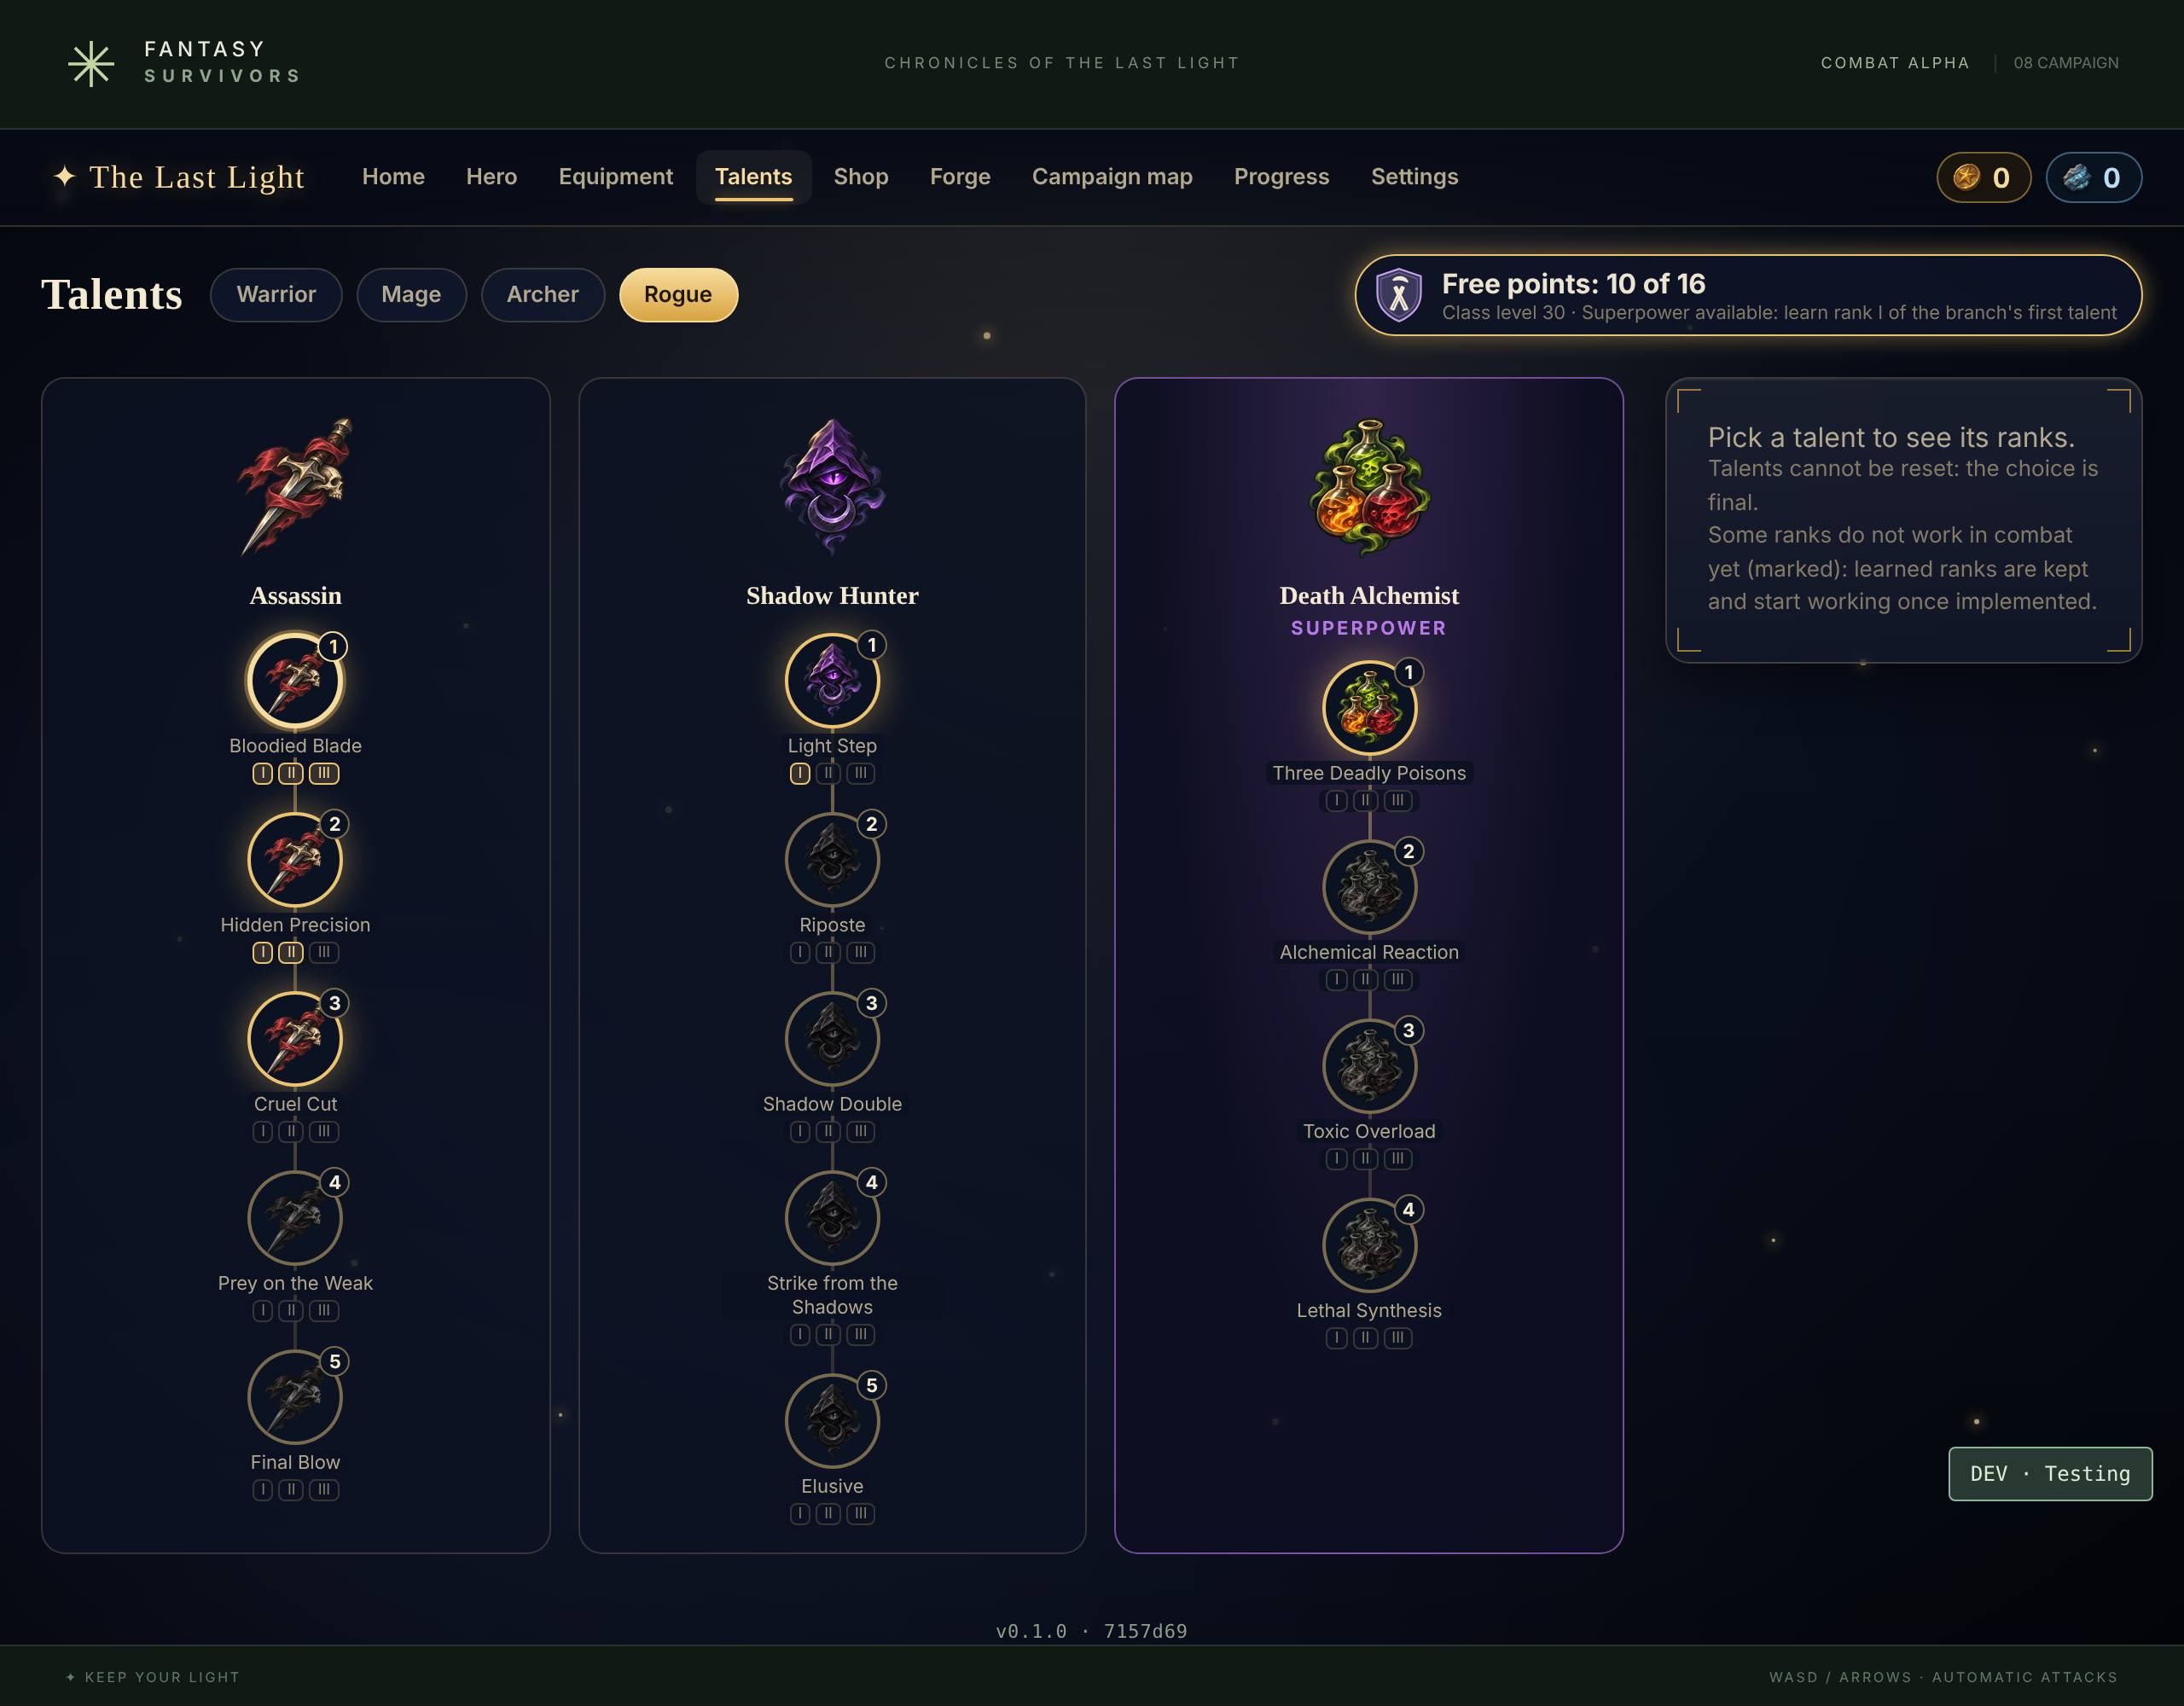 FANTASY
SURVIVORS
CHRONICLES OF THE LAST LIGHT
COMBAT ALPHA
08 CAMPAIGN
✦ The Last Light
Home
Hero
Equipment
Talents
Shop
Forge
Campaign map
Progress
Settings
0
0
Talents
Warrior
Mage
Archer
Rogue
Free points: 10 of 16
Class level 30 · Superpower available: learn rank I of the branch's first talent
Assassin
1
Bloodied Blade
I II III
2
Hidden Precision
I II III
3
Cruel Cut
I II III
4
Prey on the Weak
I II III
5
Final Blow
I II III
Shadow Hunter
1
Light Step
I II III
2
Riposte
I II III
3
Shadow Double
I II III
4
Strike from the
Shadows
I II III
5
Elusive
I II III
Death Alchemist
SUPERPOWER
1
Three Deadly Poisons
I II III
2
Alchemical Reaction
I II III
3
Toxic Overload
I II III
4
Lethal Synthesis
I II III
Pick a talent to see its ranks.
Talents cannot be reset: the choice is
final.
Some ranks do not work in combat
yet (marked): learned ranks are kept
and start working once implemented.
DEV · Testing
v0.1.0 · 7157d69
✦ KEEP YOUR LIGHT
WASD / ARROWS · AUTOMATIC ATTACKS